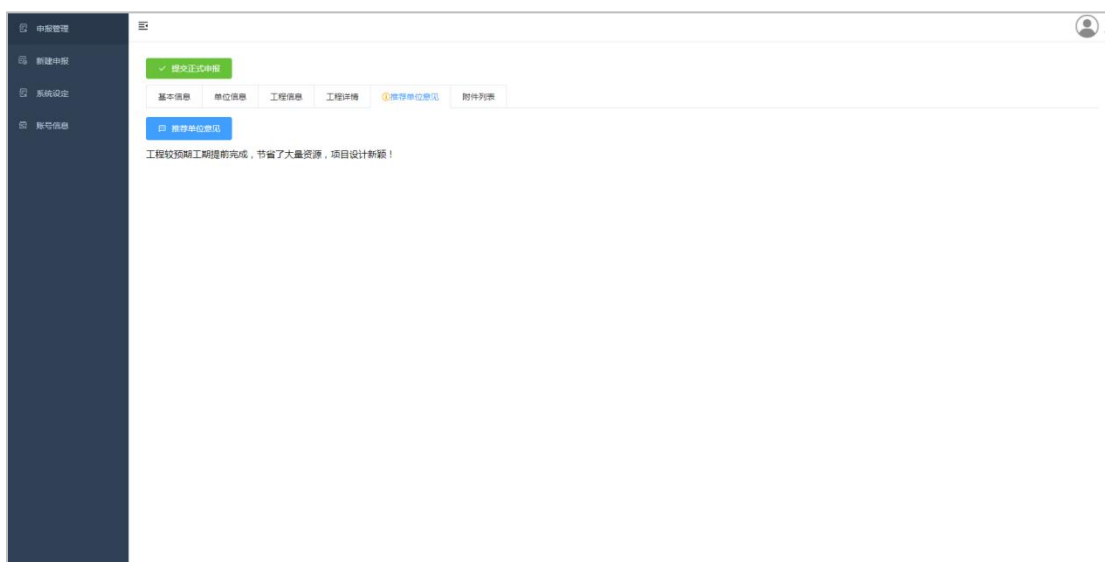 申报管理
新建申报
系统设定
账号信息
提交正式申报
基本信息 单位信息 工程信息 工程详情 推荐单位意见 附件列表
推荐单位意见
工程较预期工期提前完成，节省了大量资源，项目设计新颖！